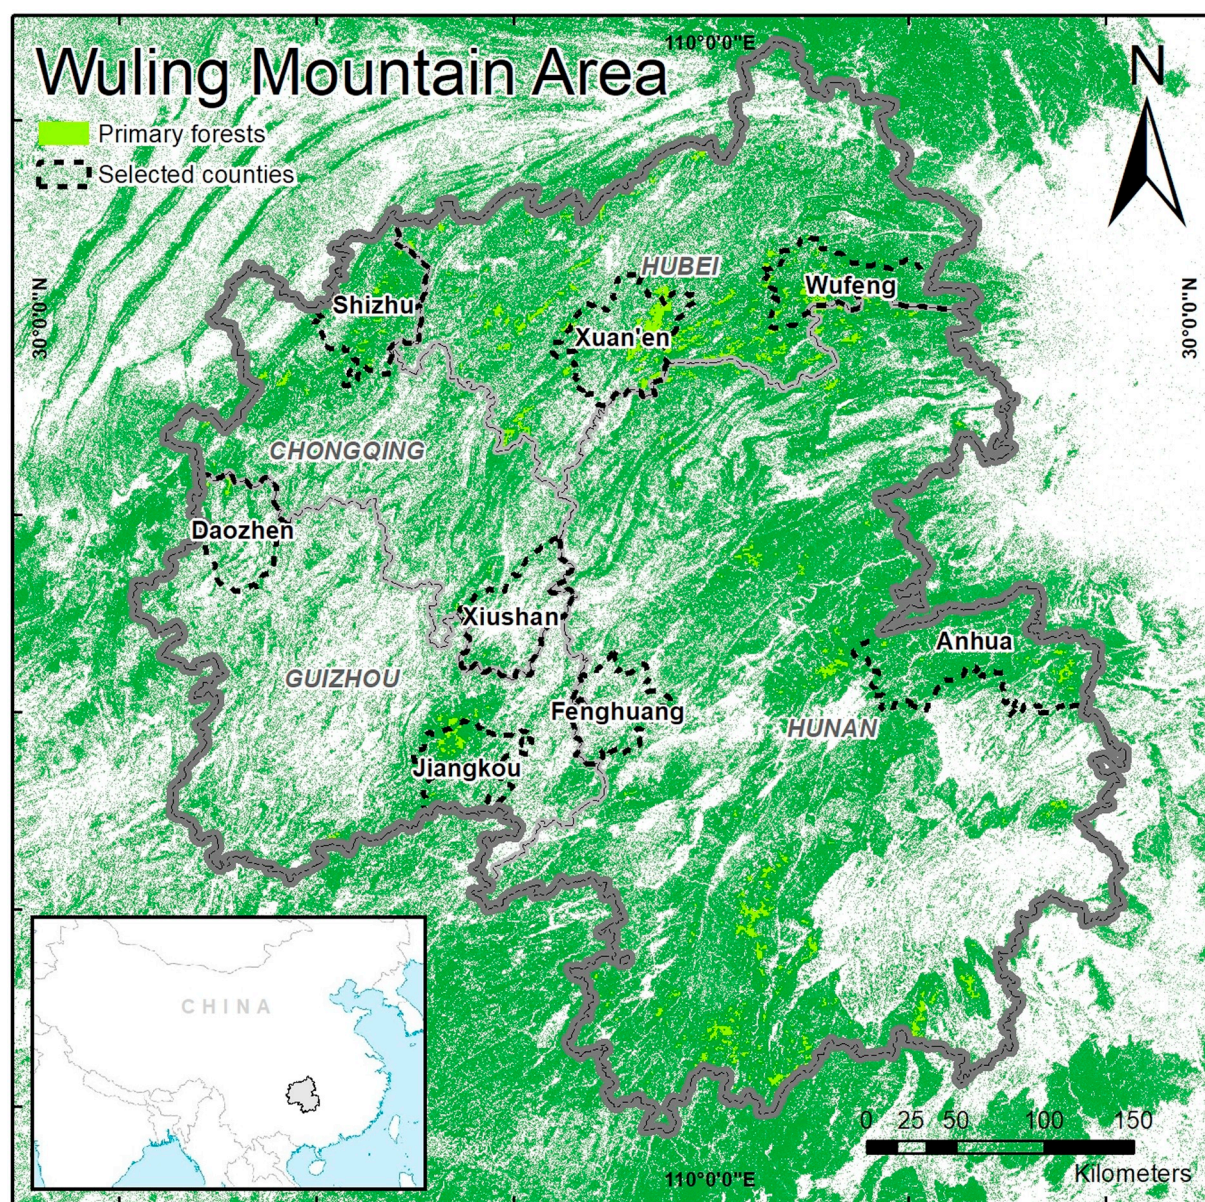 110°0'0"E
Wuling Mountain Area
N
Primary forests
Selected counties
HUBEI
Wufeng
Shizhu
30°0'0"N
30°0'0"N
Xuan'en
CHONGQING
Daozhen
Xiushan
Anhua
GUIZHOU
Fenghuang
HUNAN
Jiangkou
CHINA
0 25 50 100 150
Kilometers
110°0'0"E